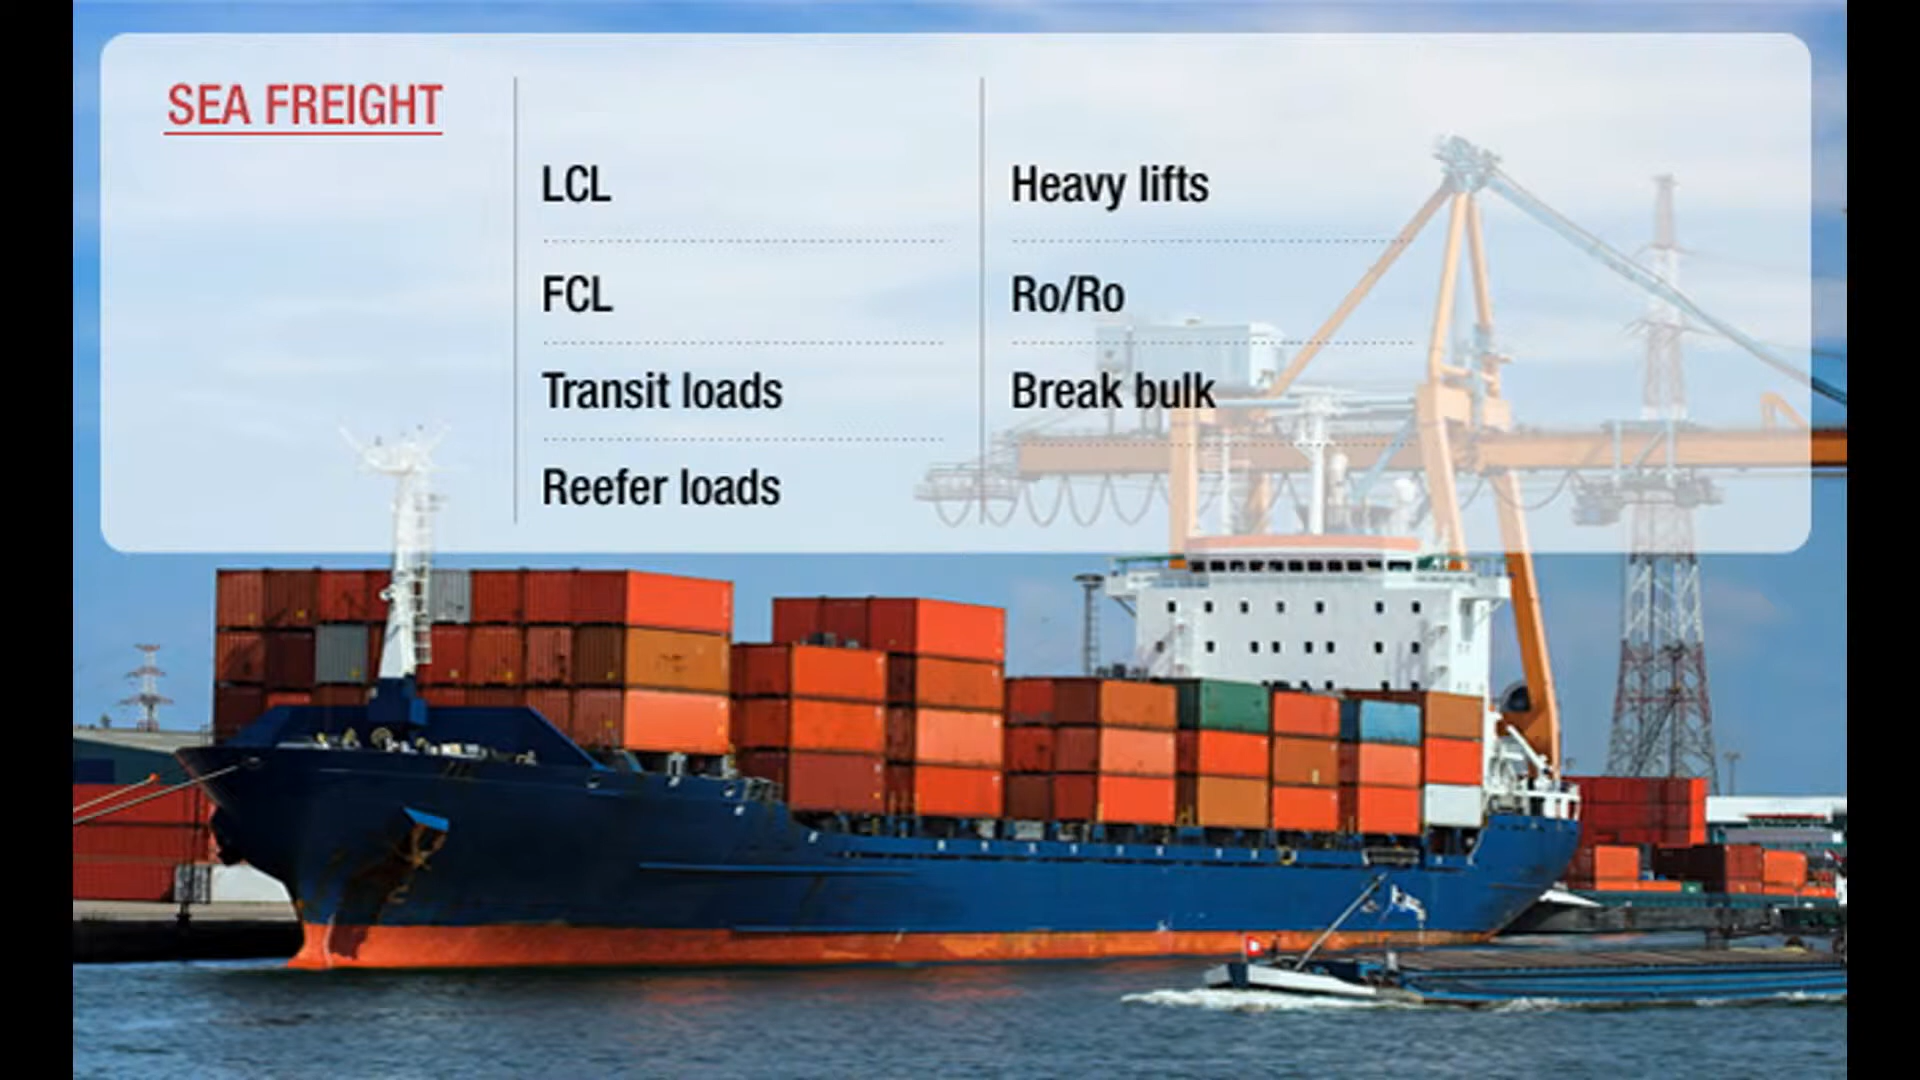 SEA FREIGHT
LCL
FCL
Transit loads
Reefer loads
Heavy lifts
Ro/Ro
Break bulk